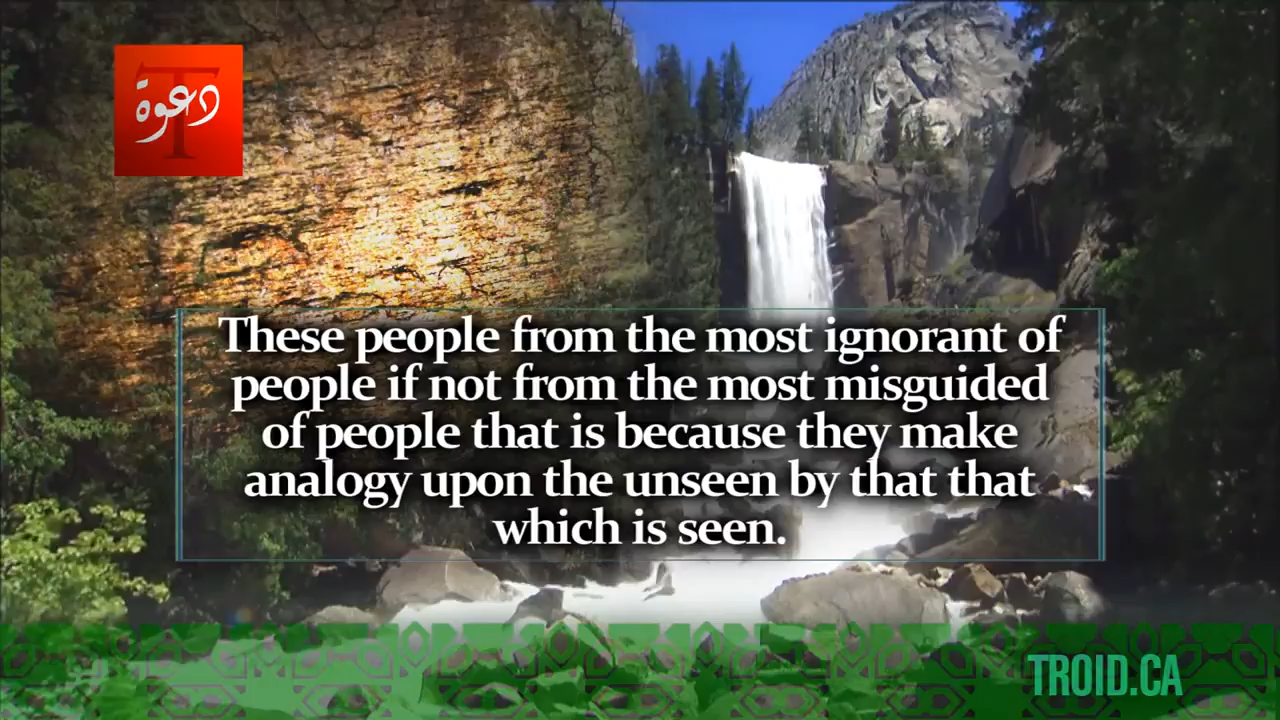 دعوة
T
These people from the most ignorant of
people if not from the most misguided
of people that is because they make
analogy upon the unseen by that that
which is seen.
TROID.CA